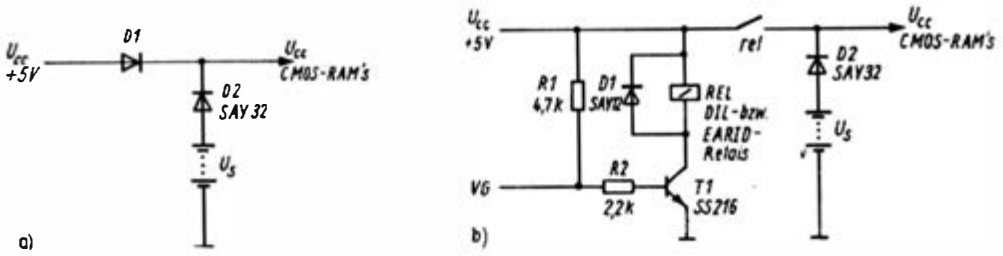 U_cc
+5V
D1
U_cc
CMOS-RAM's
D2
SAY 32
U_S
a)
U_cc
+5V
rel
U_cc
CMOS-RAM's
R1
4,7K
D1
SAY12
REL
DIL-bzw.
EARID-
Relais
D2
SAY32
U_S
VG
R2
2,2K
T1
SS216
b)